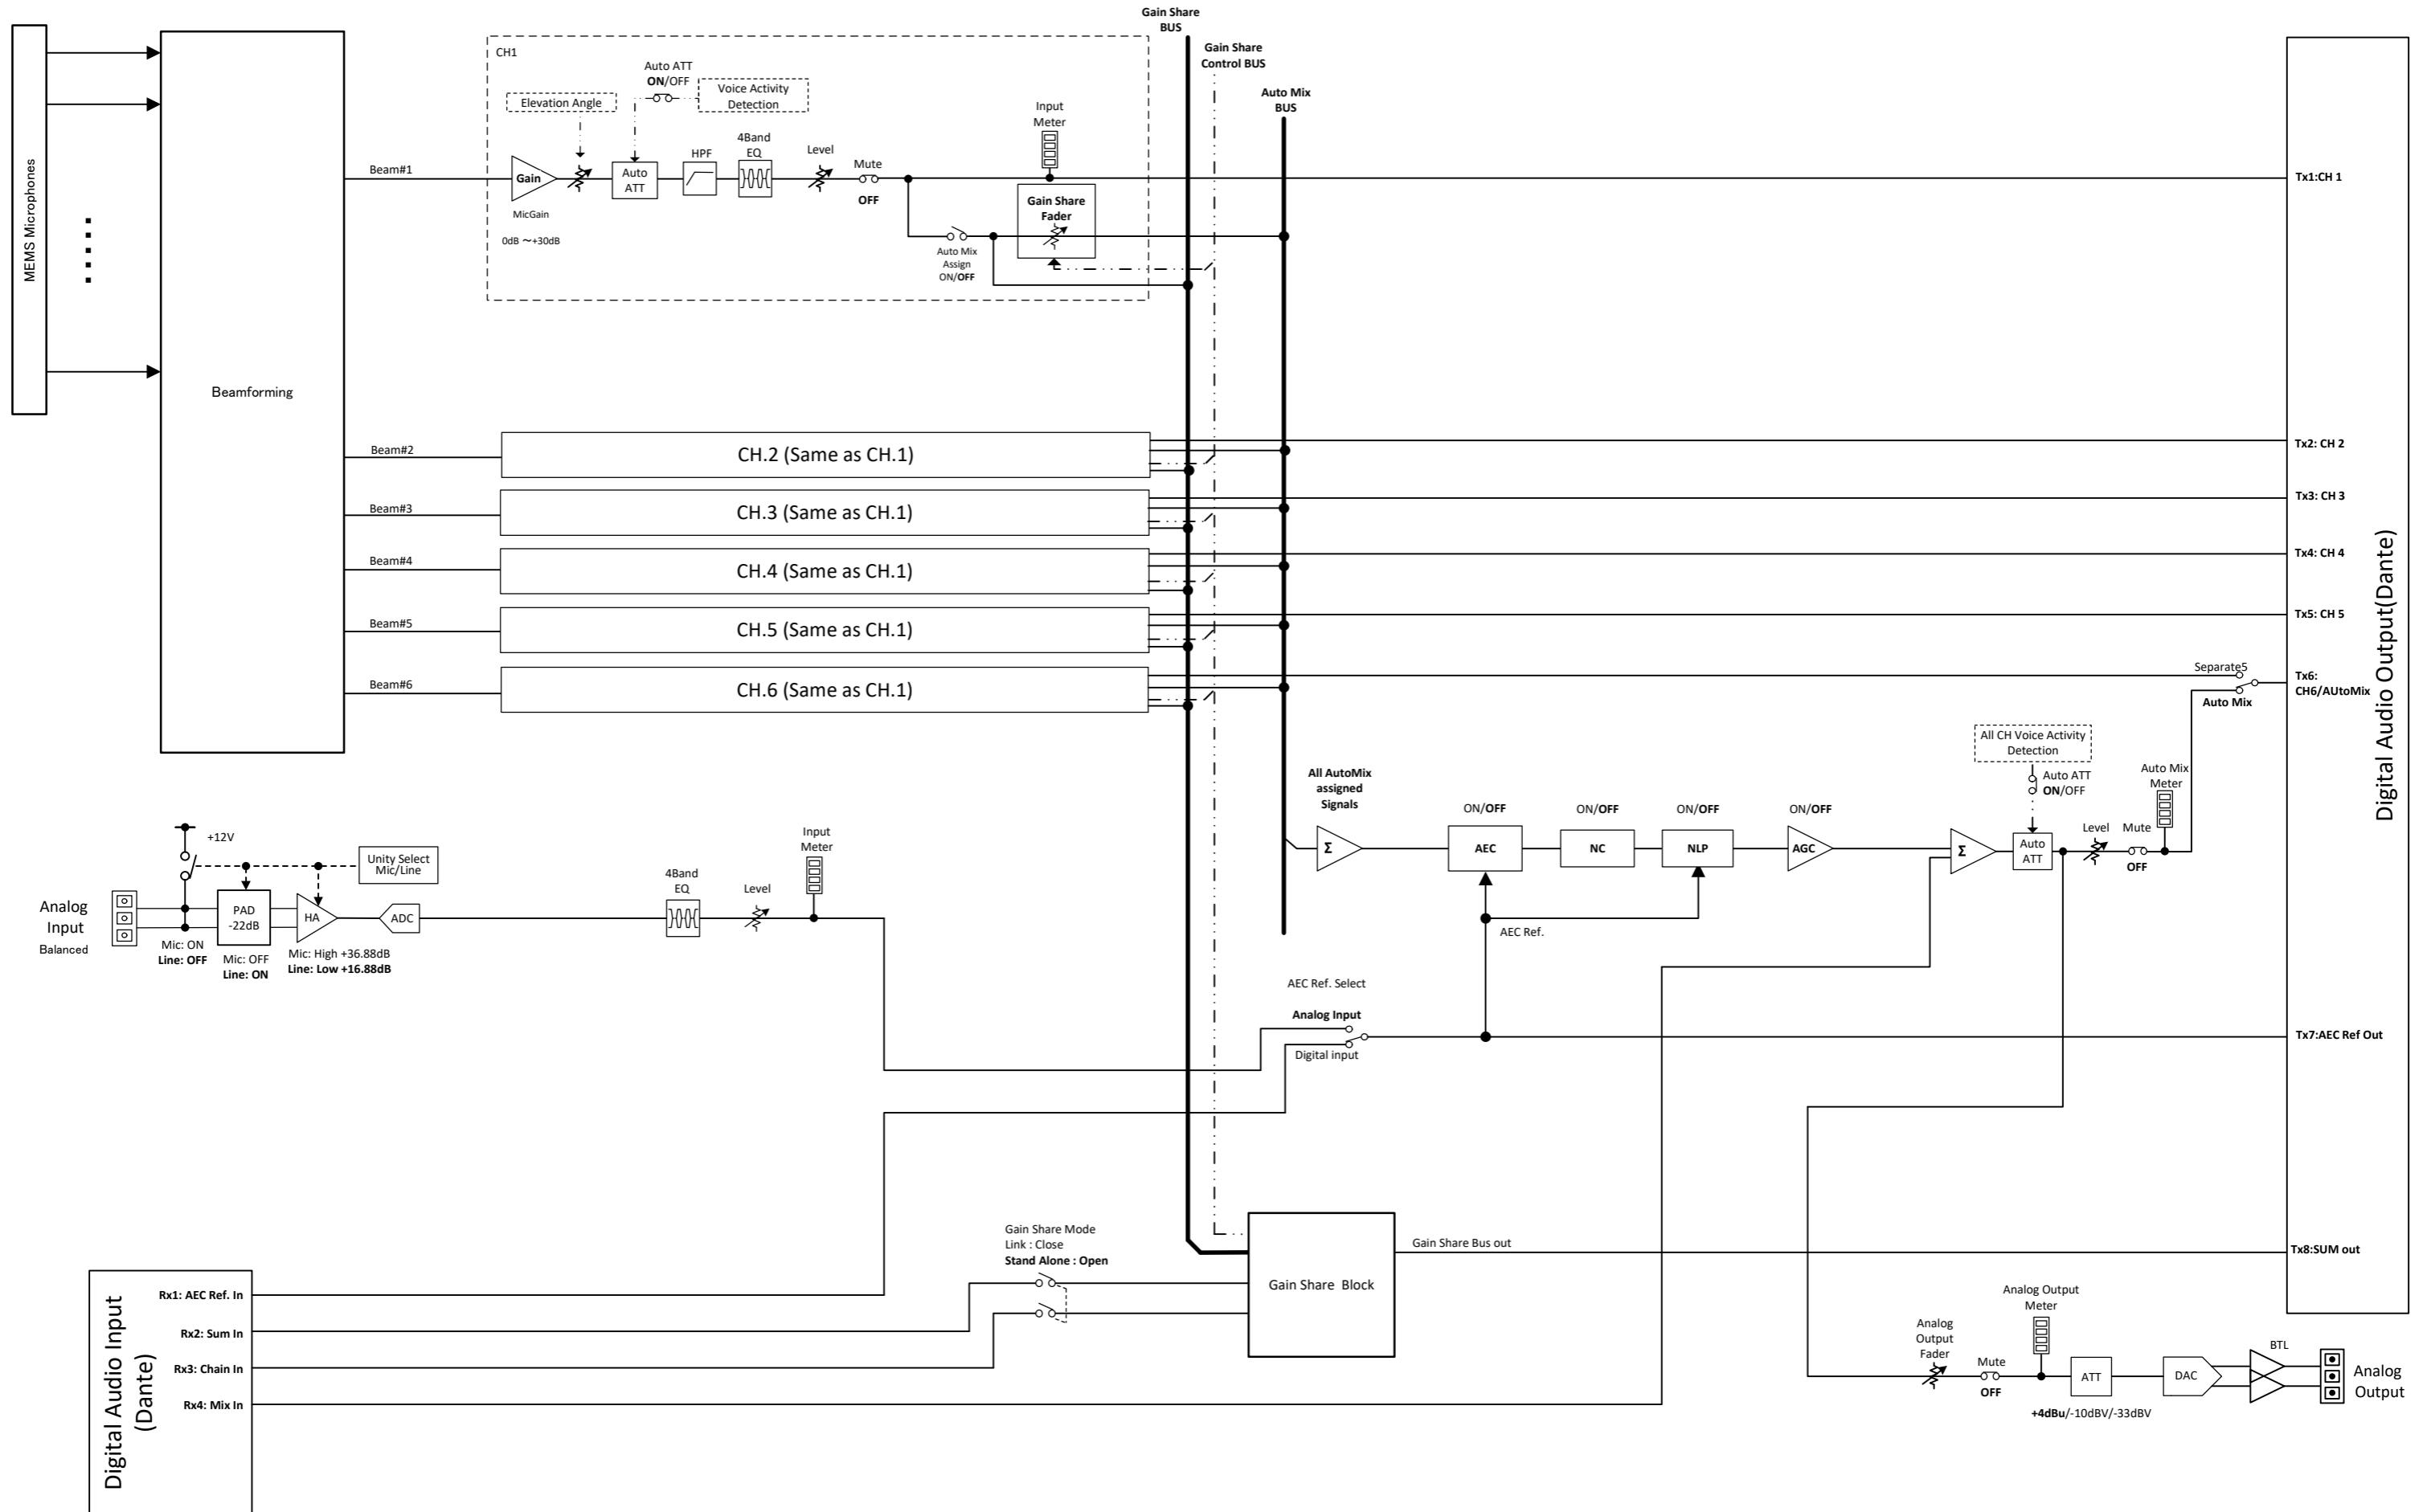 MEMS Microphones
Beamforming
Beam#1
Beam#2
Beam#3
Beam#4
Beam#5
Beam#6
CH1
Elevation Angle
Auto ATT
ON/OFF
Voice Activity
Detection
Gain
MicGain
0dB ～+30dB
Auto
ATT
HPF
4Band
EQ
Level
Mute
OFF
Input
Meter
Gain Share
Fader
Auto Mix
Assign
ON/OFF
Gain Share
BUS
Gain Share
Control BUS
Auto Mix
BUS
CH.2 (Same as CH.1)
CH.3 (Same as CH.1)
CH.4 (Same as CH.1)
CH.5 (Same as CH.1)
CH.6 (Same as CH.1)
Tx1:CH 1
Tx2: CH 2
Tx3: CH 3
Tx4: CH 4
Tx5: CH 5
Separate5
Auto Mix
Tx6:
CH6/AUtoMix
Digital Audio Output(Dante)
All AutoMix
assigned
Signals
Σ
ON/OFF
AEC
ON/OFF
NC
ON/OFF
NLP
ON/OFF
AGC
AEC Ref.
Σ
All CH Voice Activity
Detection
Auto ATT
ON/OFF
Auto
ATT
Level
Mute
OFF
Auto Mix
Meter
+12V
Unity Select
Mic/Line
Analog
Input
Balanced
Mic: ON
Line: OFF
PAD
-22dB
Mic: OFF
Line: ON
HA
Mic: High +36.88dB
Line: Low +16.88dB
ADC
4Band
EQ
Level
Input
Meter
AEC Ref. Select
Analog Input
Digital input
Tx7:AEC Ref Out
Gain Share Mode
Link : Close
Stand Alone : Open
Gain Share Block
Gain Share Bus out
Tx8:SUM out
Digital Audio Input
(Dante)
Rx1: AEC Ref. In
Rx2: Sum In
Rx3: Chain In
Rx4: Mix In
Analog
Output
Fader
Mute
OFF
Analog Output
Meter
ATT
+4dBu/-10dBV/-33dBV
DAC
BTL
Analog
Output